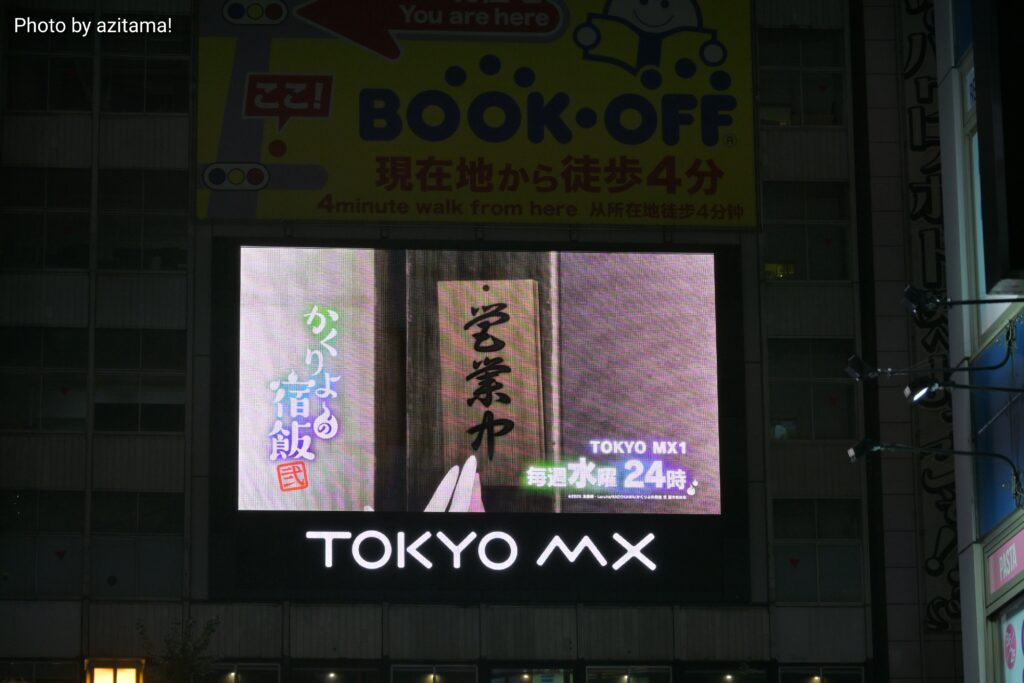 Photo by azitama!
You are here
ここ!
BOOK・OFF
現在地から徒歩4分
4minute walk from here 从所在地徒步4分钟
かくりよの
宿飯
弐
営業中
TOKYO MX1
毎週水曜 24時
TOKYO MX
PASTA